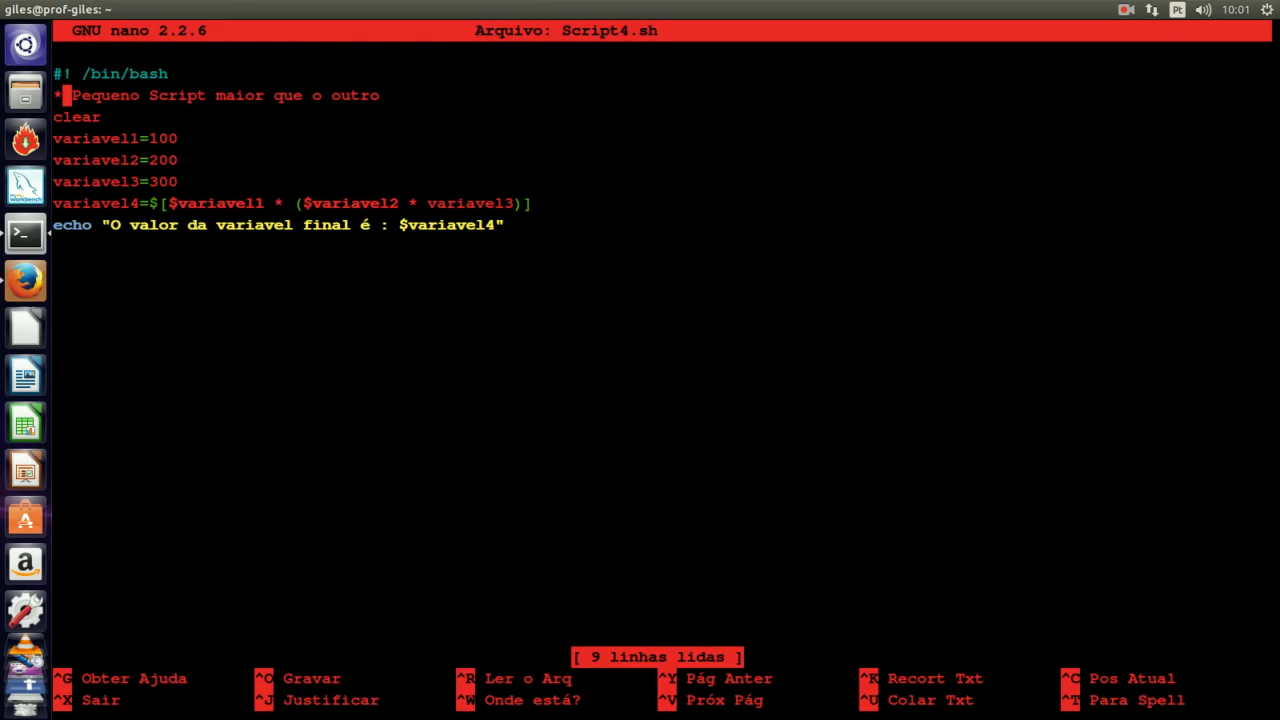 giles@prof-giles: ~
Pt
10:01
GNU nano 2.2.6 Arquivo: Script4.sh
#! /bin/bash
* Pequeno Script maior que o outro
clear
variavel1=100
variavel2=200
variavel3=300
variavel4=$[$variavel1 * ($variavel2 * variavel3)]
echo "O valor da variavel final é : $variavel4"
[ 9 linhas lidas ]
^G Obter Ajuda ^O Gravar ^R Ler o Arq ^Y Pág Anter ^K Recort Txt ^C Pos Atual
^X Sair ^J Justificar ^W Onde está? ^V Próx Pág ^U Colar Txt ^T Para Spell